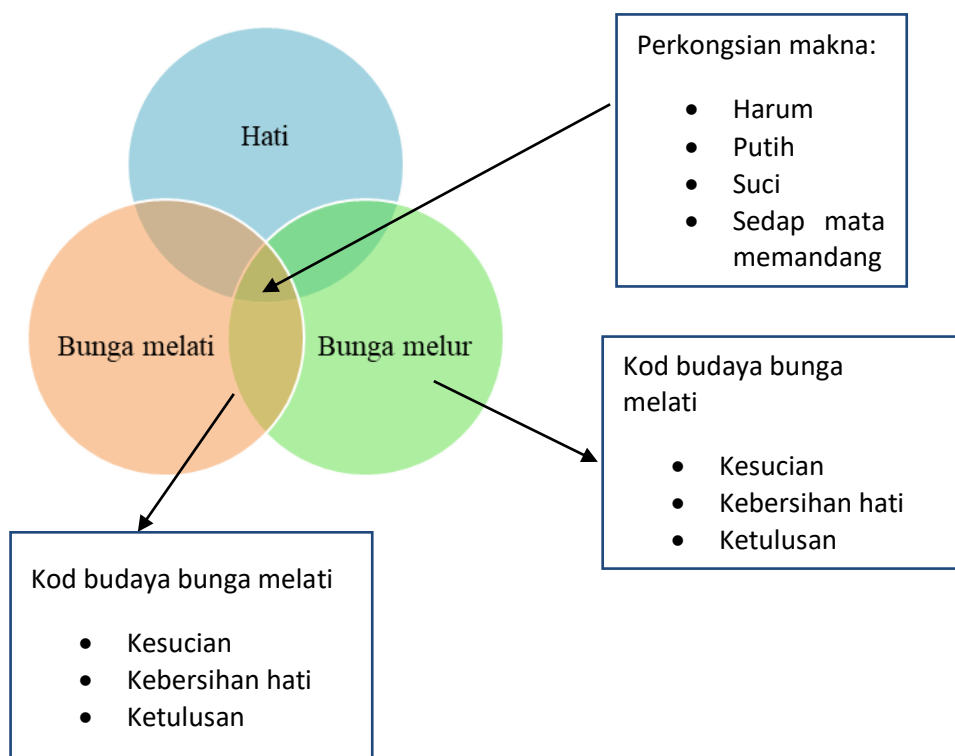 Perkongsian makna:
• Harum
• Putih
• Suci
• Sedap mata
memandang
Hati
Bunga melati
Bunga melur
Kod budaya bunga
melati
• Kesucian
• Kebersihan hati
• Ketulusan
Kod budaya bunga melati
• Kesucian
• Kebersihan hati
• Ketulusan